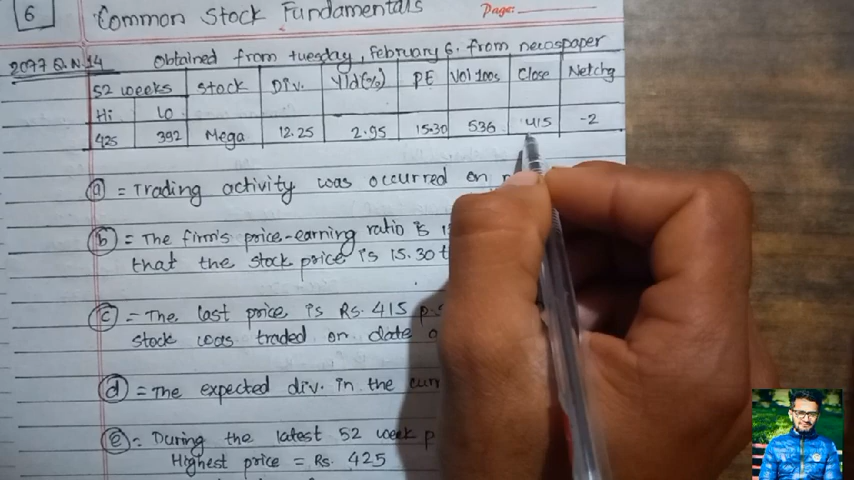 6
Common Stock Fundamentals
Page:
2077 Q.N.14
Obtained from tuesday, February 6. from newspaper
52 weeks Stock Div. Yld(%) PE Vol 100s Close Netchg
Hi Lo
425 392 Mega 12.25 2.95 15.30 536 415 -2
(a) = Trading activity was occurred on
(b) = The firm's price-earning ratio is
that the stock price is 15.30 t
(c) = The last price is Rs. 415 p
stock was traded on date o
(d) = The expected div. in the curr
(e) = During the latest 52 week p
Highest price = Rs. 425